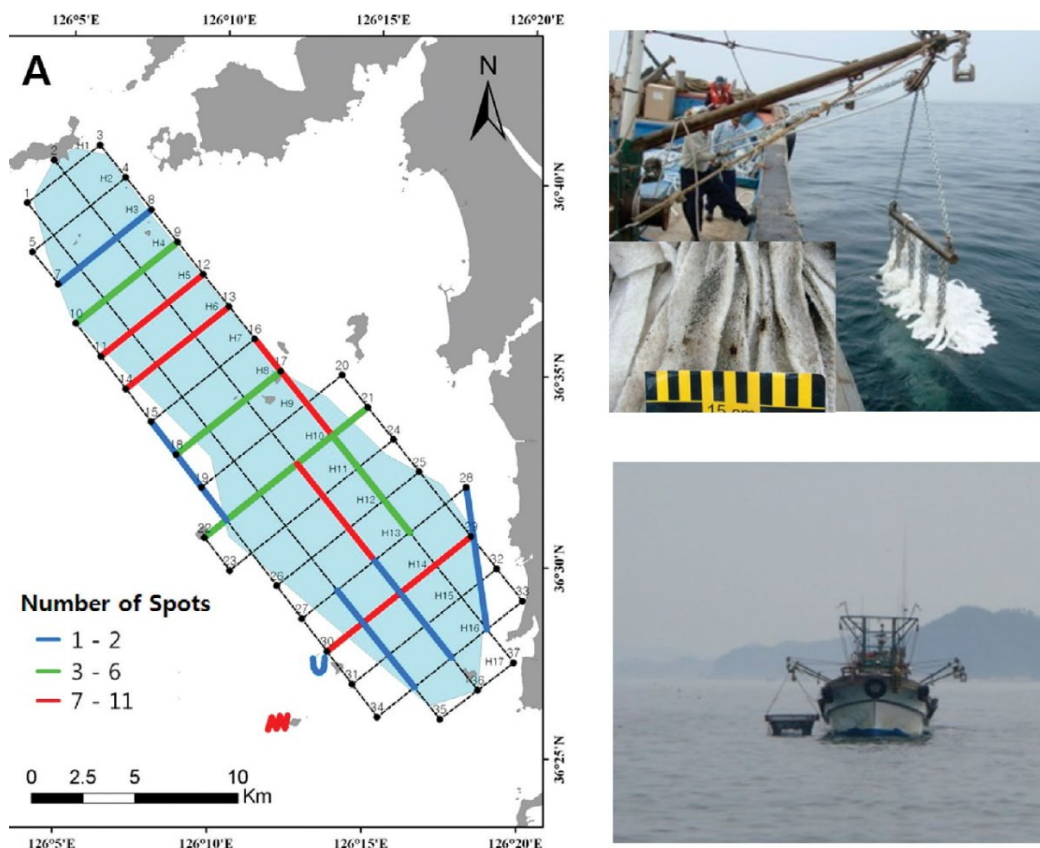 126°5'E 126°10'E 126°15'E 126°20'E
A
N
3
2 H1
4
H2
1
8
H3
36°40'N
9
5 H4
7
12
H5
13
10 H6
16
11 H7
17
H8
14
20
36°35'N
H9
21
15
H10
24
18
H11
25
19
28
H12
22
H13
29
23
H14
32
36°30'N
26
H15
33
27
H16
30
H17
37
31
36
34
35
Number of Spots
1 - 2
3 - 6
7 - 11
36°25'N
0 2.5 5 10
Km
126°5'E 126°10'E 126°15'E 126°20'E
15 cm